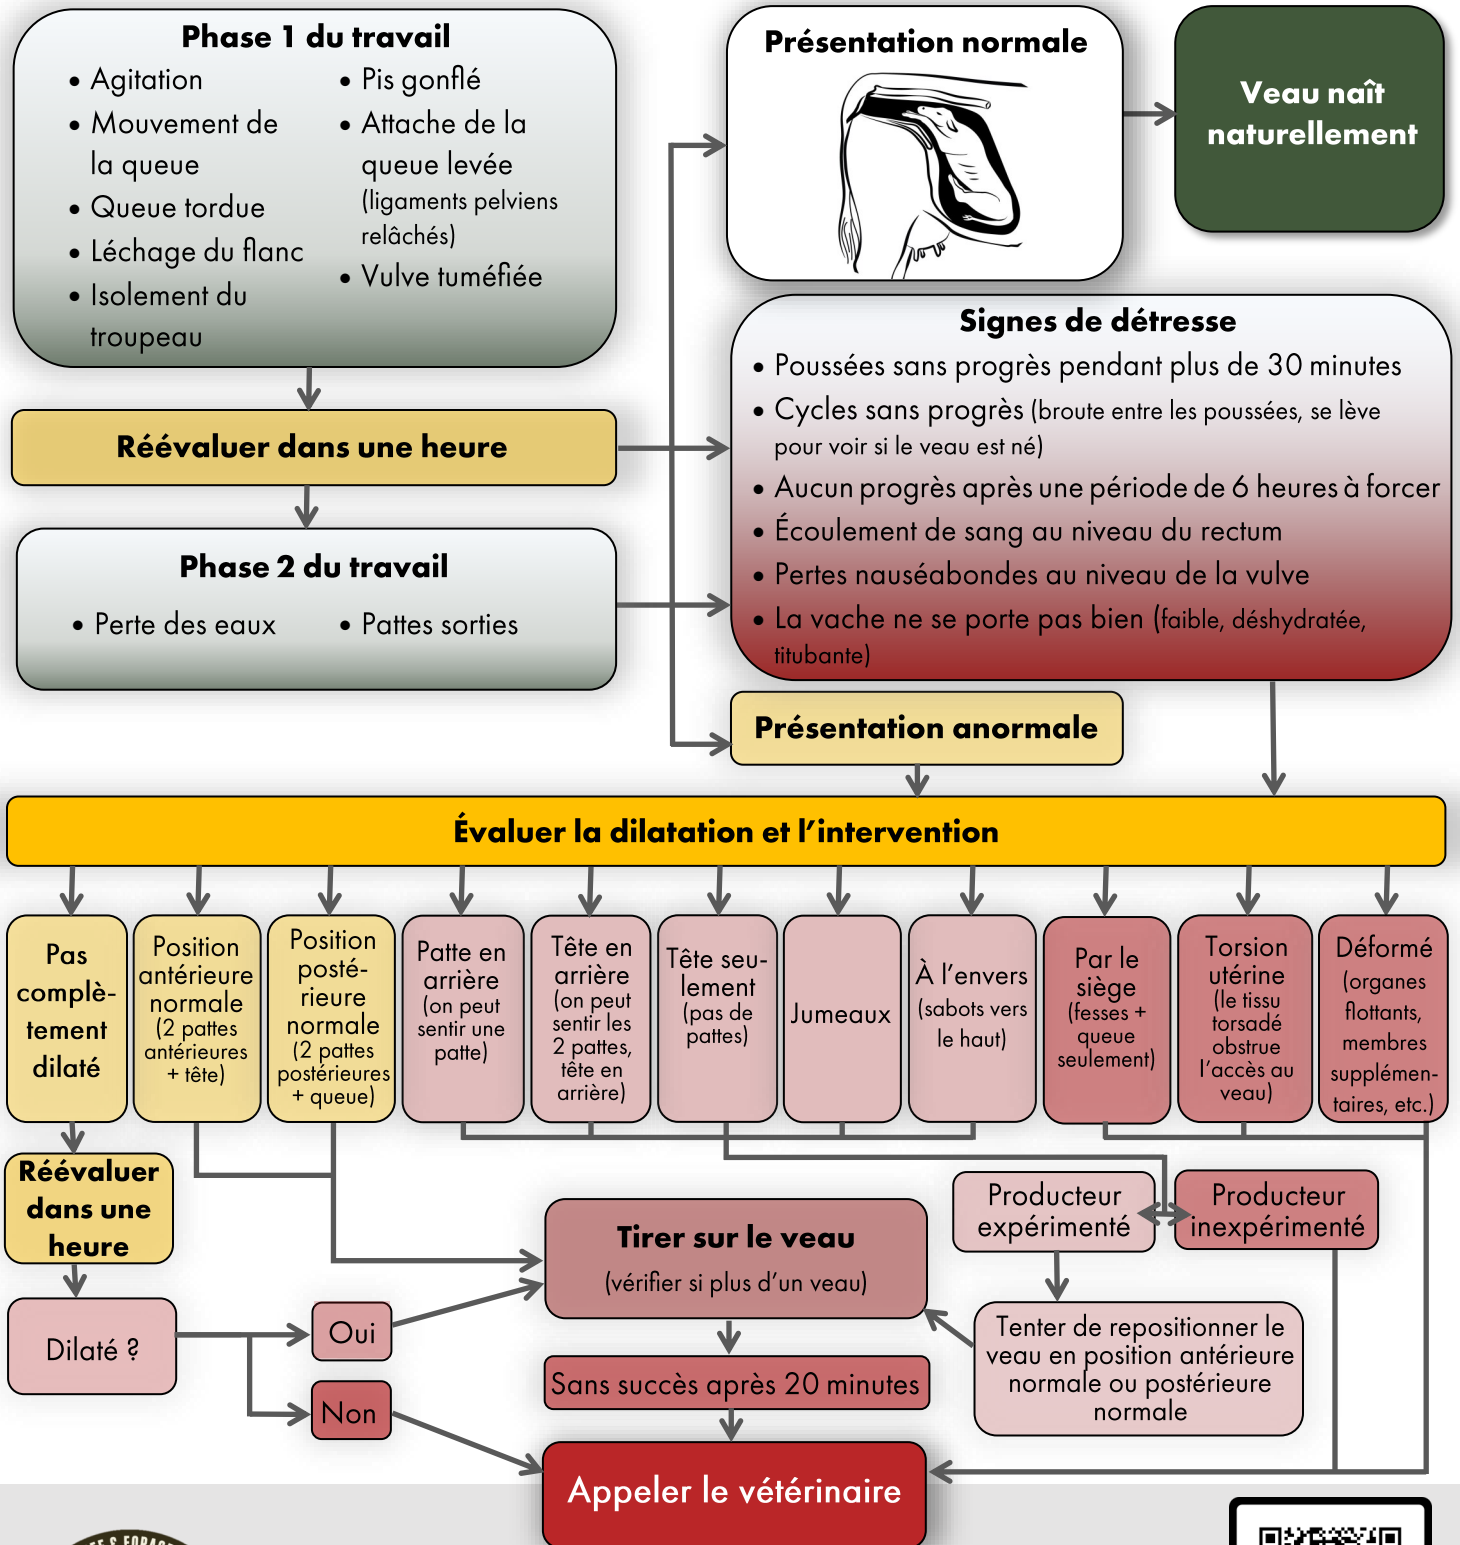 Phase 1 du travail
• Agitation
• Mouvement de
la queue
• Queue tordue
• Léchage du flanc
• Isolement du
troupeau
• Pis gonflé
• Attache de la
queue levée
(ligaments pelviens
relâchés)
• Vulve tuméfiée
Présentation normale
Veau naît
naturellement
Réévaluer dans une heure
Phase 2 du travail
• Perte des eaux
• Pattes sorties
Signes de détresse
• Poussées sans progrès pendant plus de 30 minutes
• Cycles sans progrès (broute entre les poussées, se lève
pour voir si le veau est né)
• Aucun progrès après une période de 6 heures à forcer
• Écoulement de sang au niveau du rectum
• Pertes nauséabondes au niveau de la vulve
• La vache ne se porte pas bien (faible, déshydratée,
titubante)
Présentation anormale
Évaluer la dilatation et l'intervention
Pas
complè-
tement
dilaté
Position
antérieure
normale
(2 pattes
antérieures
+ tête)
Position
posté-
rieure
normale
(2 pattes
postérieures
+ queue)
Patte en
arrière
(on peut
sentir une
patte)
Tête en
arrière
(on peut
sentir les
2 pattes,
tête en
arrière)
Tête seu-
lement
(pas de
pattes)
Jumeaux
À l'envers
(sabots vers
le haut)
Par le
siège
(fesses +
queue
seulement)
Torsion
utérine
(le tissu
torsadé
obstrue
l'accès au
veau)
Déformé
(organes
flottants,
membres
supplémen-
taires, etc.)
Réévaluer
dans une
heure
Dilaté ?
Oui
Non
Tirer sur le veau
(vérifier si plus d'un veau)
Sans succès après 20 minutes
Appeler le vétérinaire
Producteur
expérimenté
Producteur
inexpérimenté
Tenter de repositionner le
veau en position antérieure
normale ou postérieure
normale